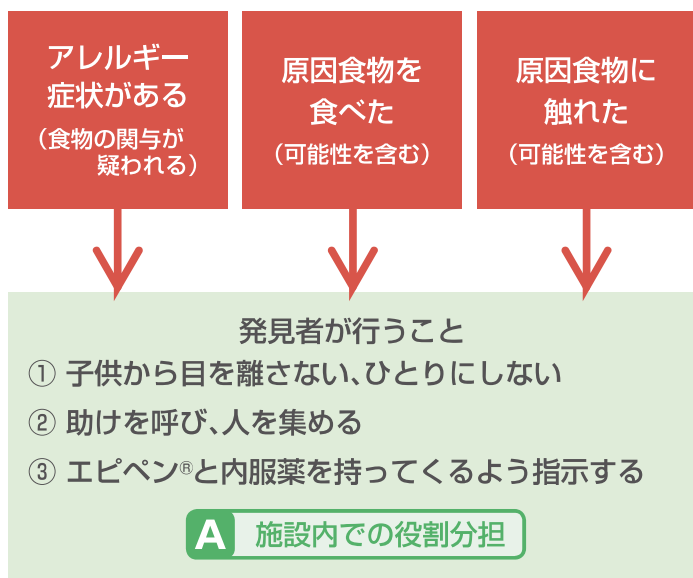 アレルギー
症状がある
（食物の関与が
疑われる）
原因食物を
食べた
（可能性を含む）
原因食物に
触れた
（可能性を含む）
発見者が行うこと
① 子供から目を離さない、ひとりにしない
② 助けを呼び、人を集める
③ エピペン®と内服薬を持ってくるよう指示する
A 施設内での役割分担